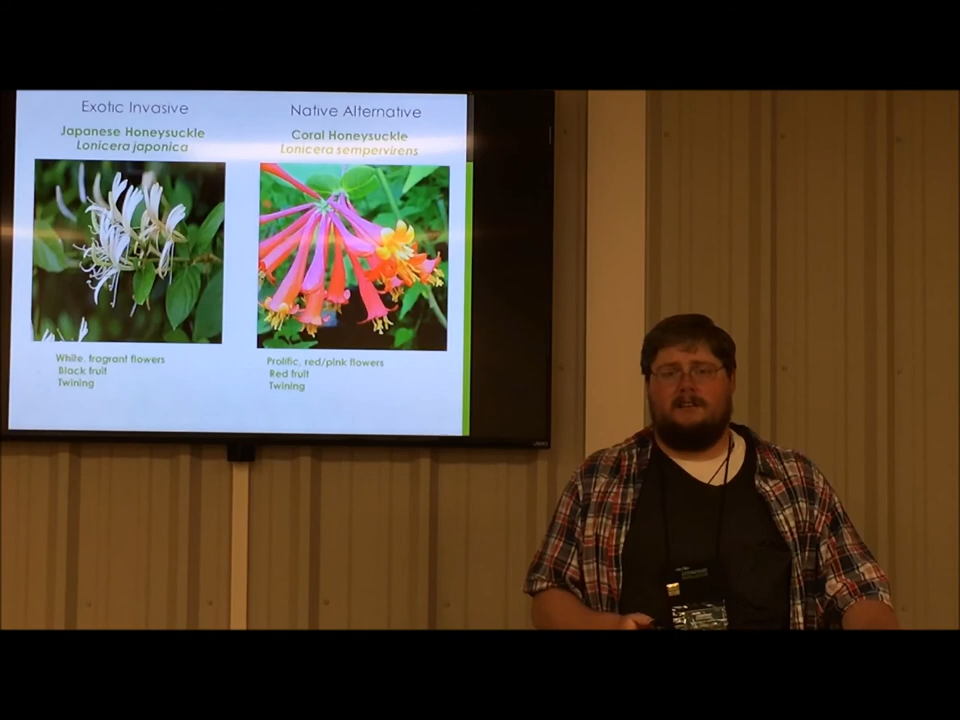 Exotic Invasive
Japanese Honeysuckle
Lonicera japonica
White, fragrant flowers
Black fruit
Twining
Native Alternative
Coral Honeysuckle
Lonicera sempervirens
Prolific, red/pink flowers
Red fruit
Twining